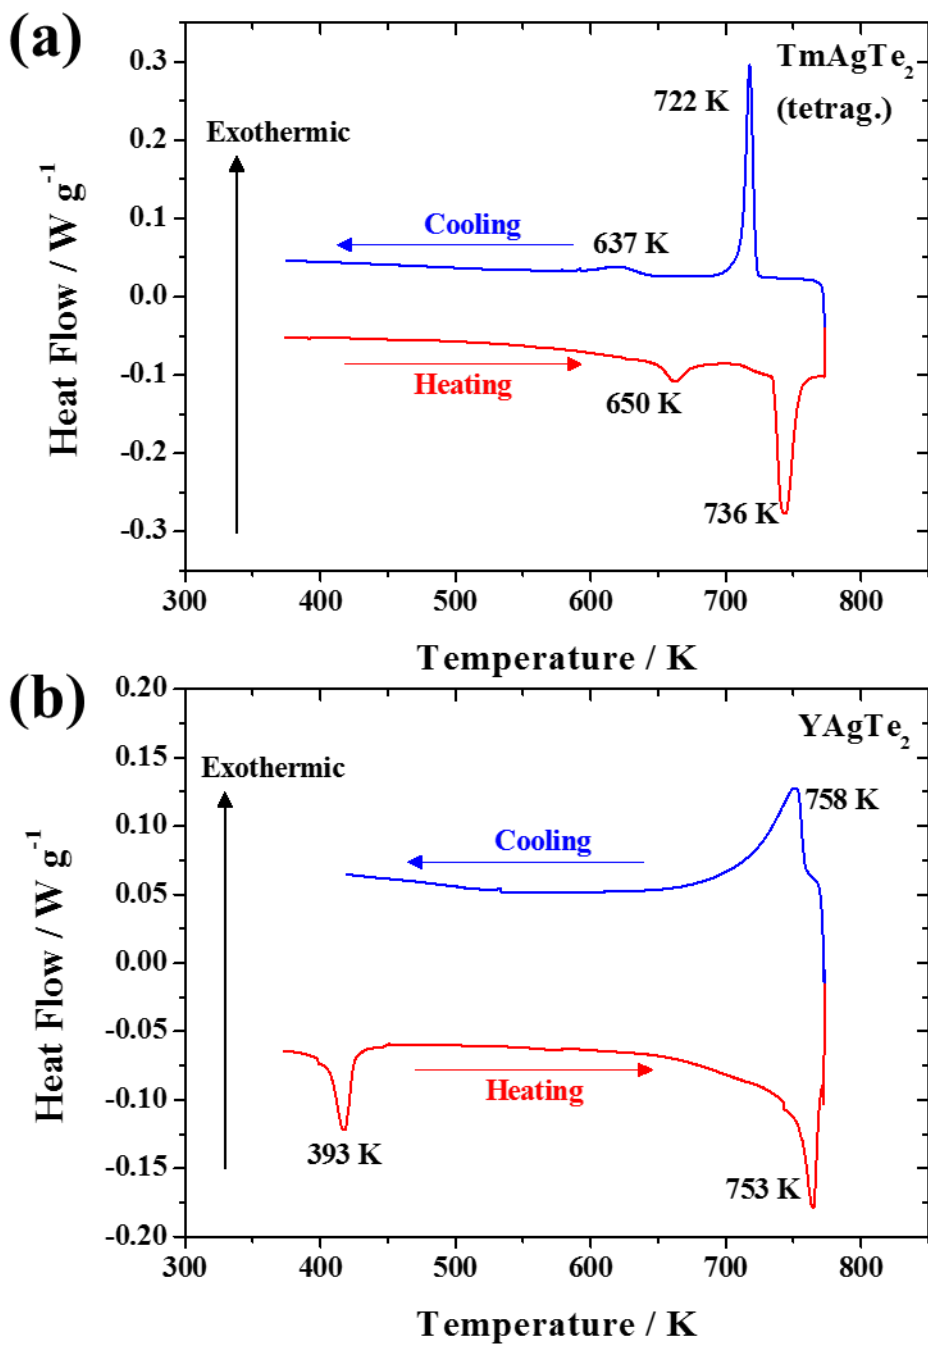 (a)
TmAgTe₂
(tetrag.)
722 K
Exothermic
Cooling
637 K
Heating
650 K
736 K
Heat Flow / W g⁻¹
0.3
0.2
0.1
0.0
-0.1
-0.2
-0.3
300 400 500 600 700 800
Temperature / K
(b)
YAgTe₂
Exothermic
758 K
Cooling
Heating
393 K
753 K
Heat Flow / W g⁻¹
0.20
0.15
0.10
0.05
0.00
-0.05
-0.10
-0.15
-0.20
300 400 500 600 700 800
Temperature / K